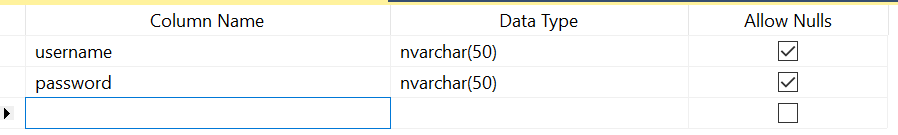 Column Name Data Type Allow Nulls
username nvarchar(50)
password nvarchar(50)